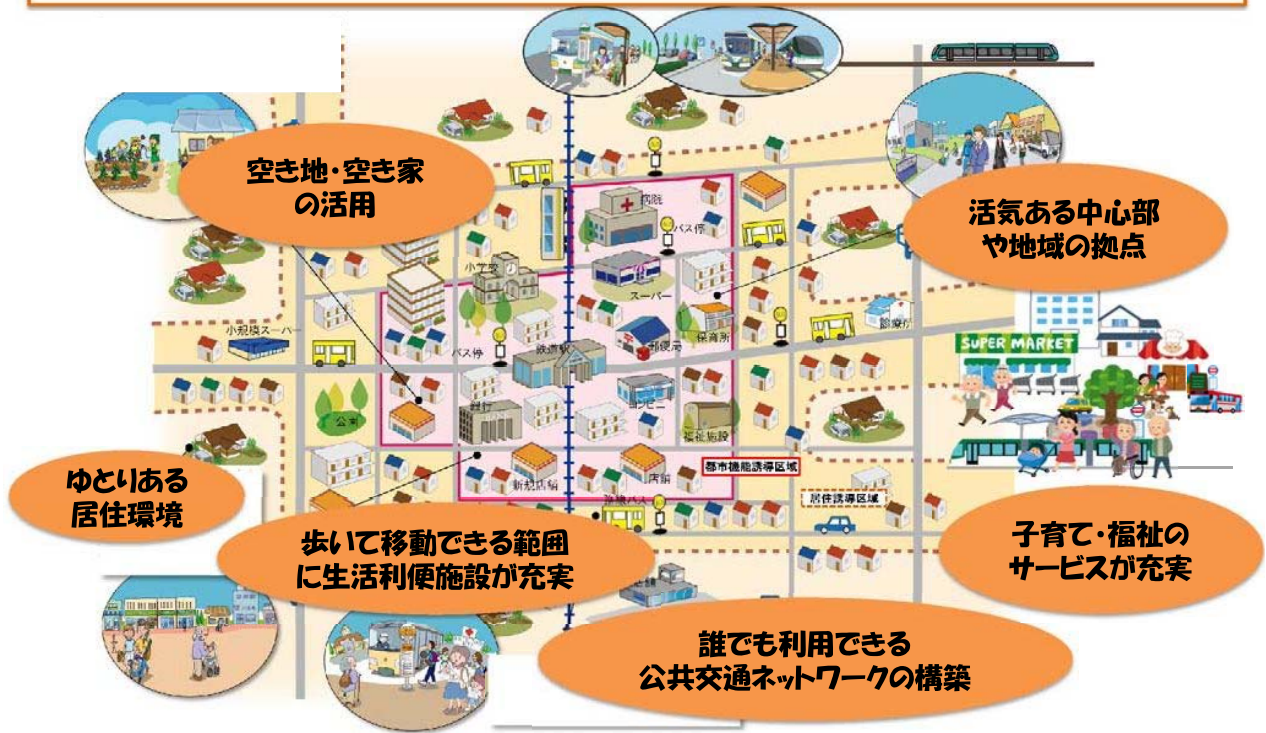 空き地・空き家
の活用
活気ある中心部
や地域の拠点
病院
バス停
小学校
スーパー
小規模スーパー
診療所
保育所
郵便局
バス停
鉄道駅
SUPER MARKET
コンビニ
公園
銀行
福祉施設
都市機能誘導区域
ゆとりある
居住環境
新規店舗
店舗
居住誘導区域
路線バス
歩いて移動できる範囲
に生活利便施設が充実
子育て・福祉の
サービスが充実
誰でも利用できる
公共交通ネットワークの構築